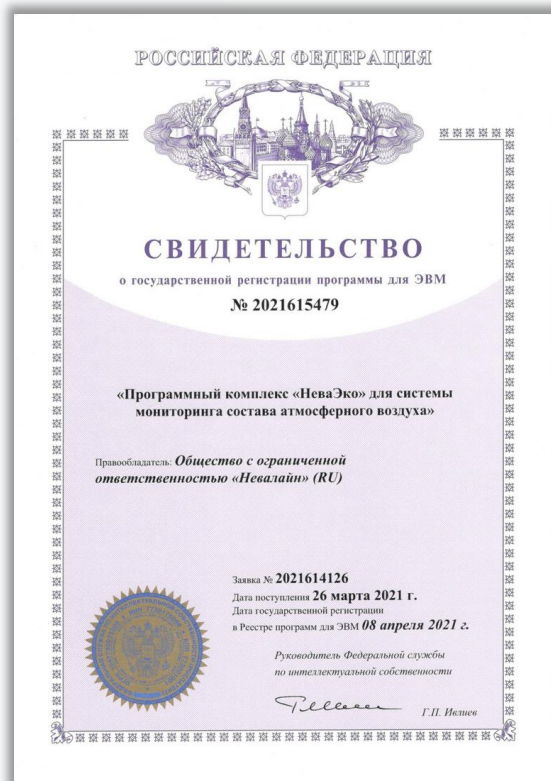 РОССИЙСКАЯ ФЕДЕРАЦИЯ
СВИДЕТЕЛЬСТВО
о государственной регистрации программы для ЭВМ
№ 2021615479
«Программный комплекс «НеваЭко» для системы
мониторинга состава атмосферного воздуха»
Правообладатель: Общество с ограниченной
ответственностью «Невалайн» (RU)
Заявка № 2021614126
Дата поступления 26 марта 2021 г.
Дата государственной регистрации
в Реестре программ для ЭВМ 08 апреля 2021 г.
Руководитель Федеральной службы
по интеллектуальной собственности
Г.П. Ивлиев